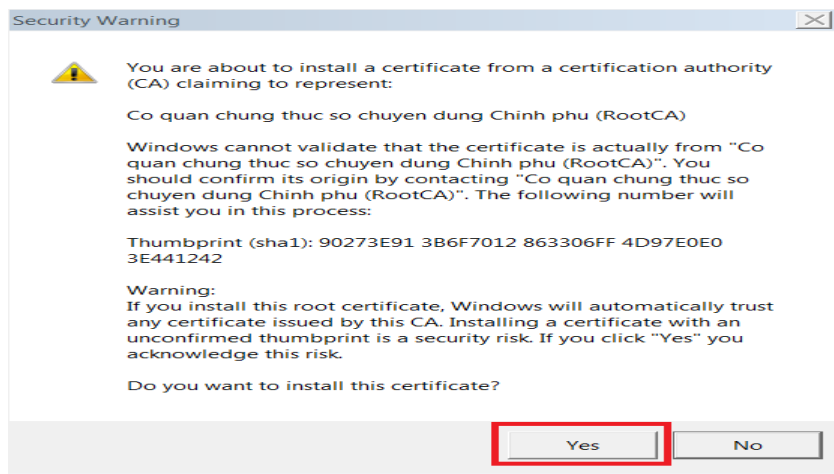 Security Warning
You are about to install a certificate from a certification authority
(CA) claiming to represent:
Co quan chung thuc so chuyen dung Chinh phu (RootCA)
Windows cannot validate that the certificate is actually from "Co
quan chung thuc so chuyen dung Chinh phu (RootCA)". You
should confirm its origin by contacting "Co quan chung thuc so
chuyen dung Chinh phu (RootCA)". The following number will
assist you in this process:
Thumbprint (sha1): 90273E91 3B6F7012 863306FF 4D97E0E0
3E441242
Warning:
If you install this root certificate, Windows will automatically trust
any certificate issued by this CA. Installing a certificate with an
unconfirmed thumbprint is a security risk. If you click "Yes" you
acknowledge this risk.
Do you want to install this certificate?
Yes No